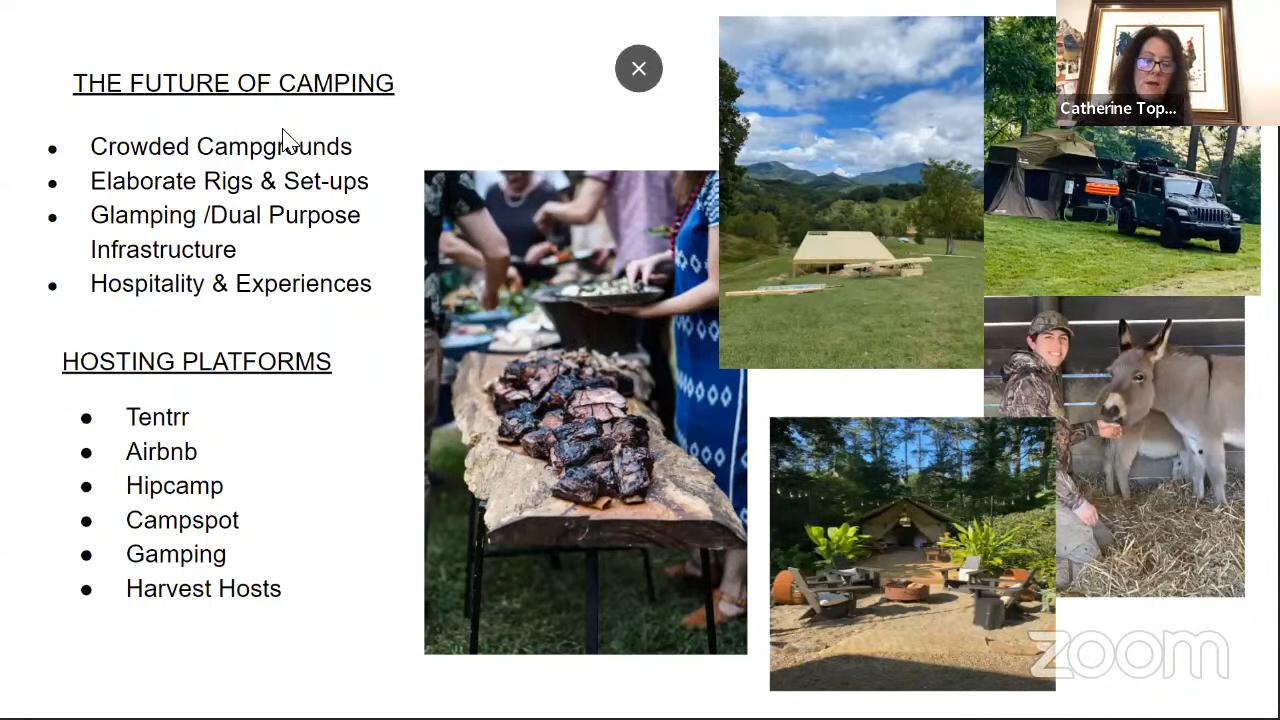 THE FUTURE OF CAMPING
● Crowded Campgrounds
● Elaborate Rigs & Set-ups
● Glamping /Dual Purpose
Infrastructure
● Hospitality & Experiences
HOSTING PLATFORMS
● Tentrr
● Airbnb
● Hipcamp
● Campspot
● Gamping
● Harvest Hosts
Catherine Top...
zoom